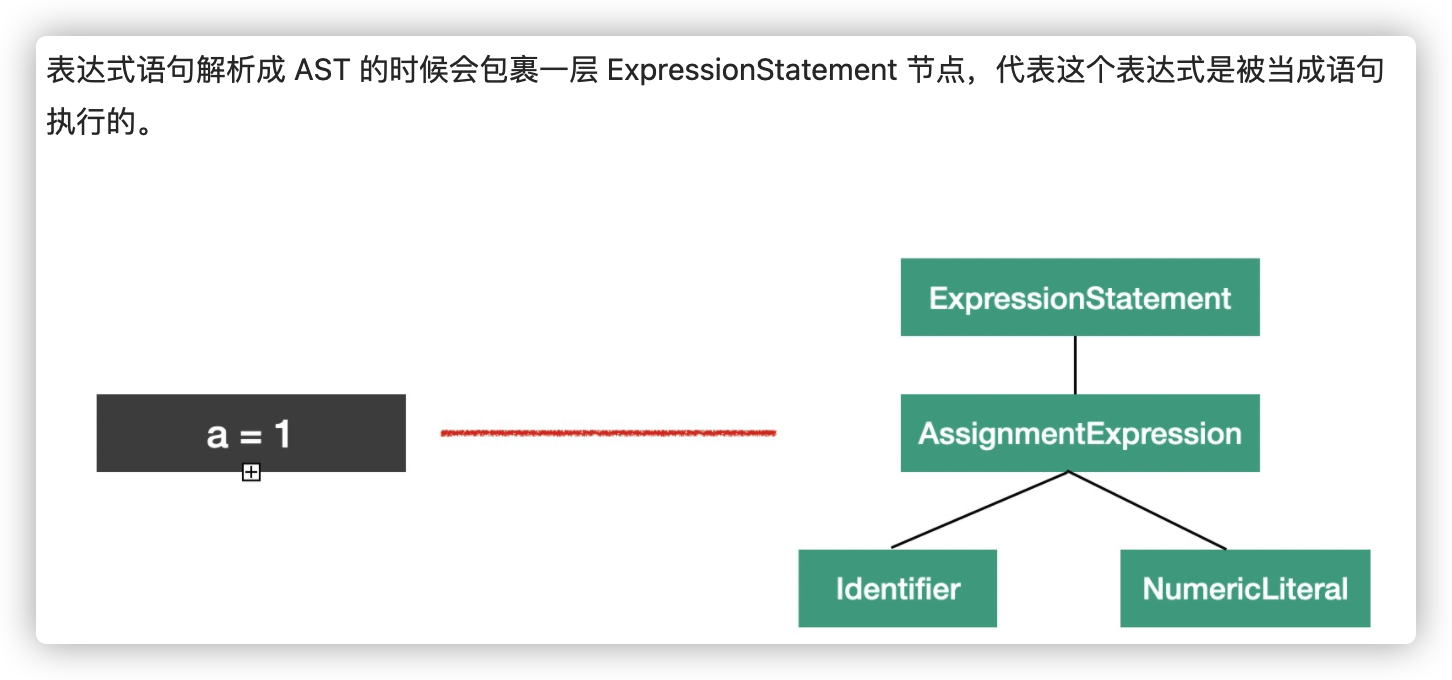 表达式语句解析成 AST 的时候会包裹一层 ExpressionStatement 节点，代表这个表达式是被当成语句
执行的。
ExpressionStatement
a = 1
AssignmentExpression
Identifier
NumericLiteral